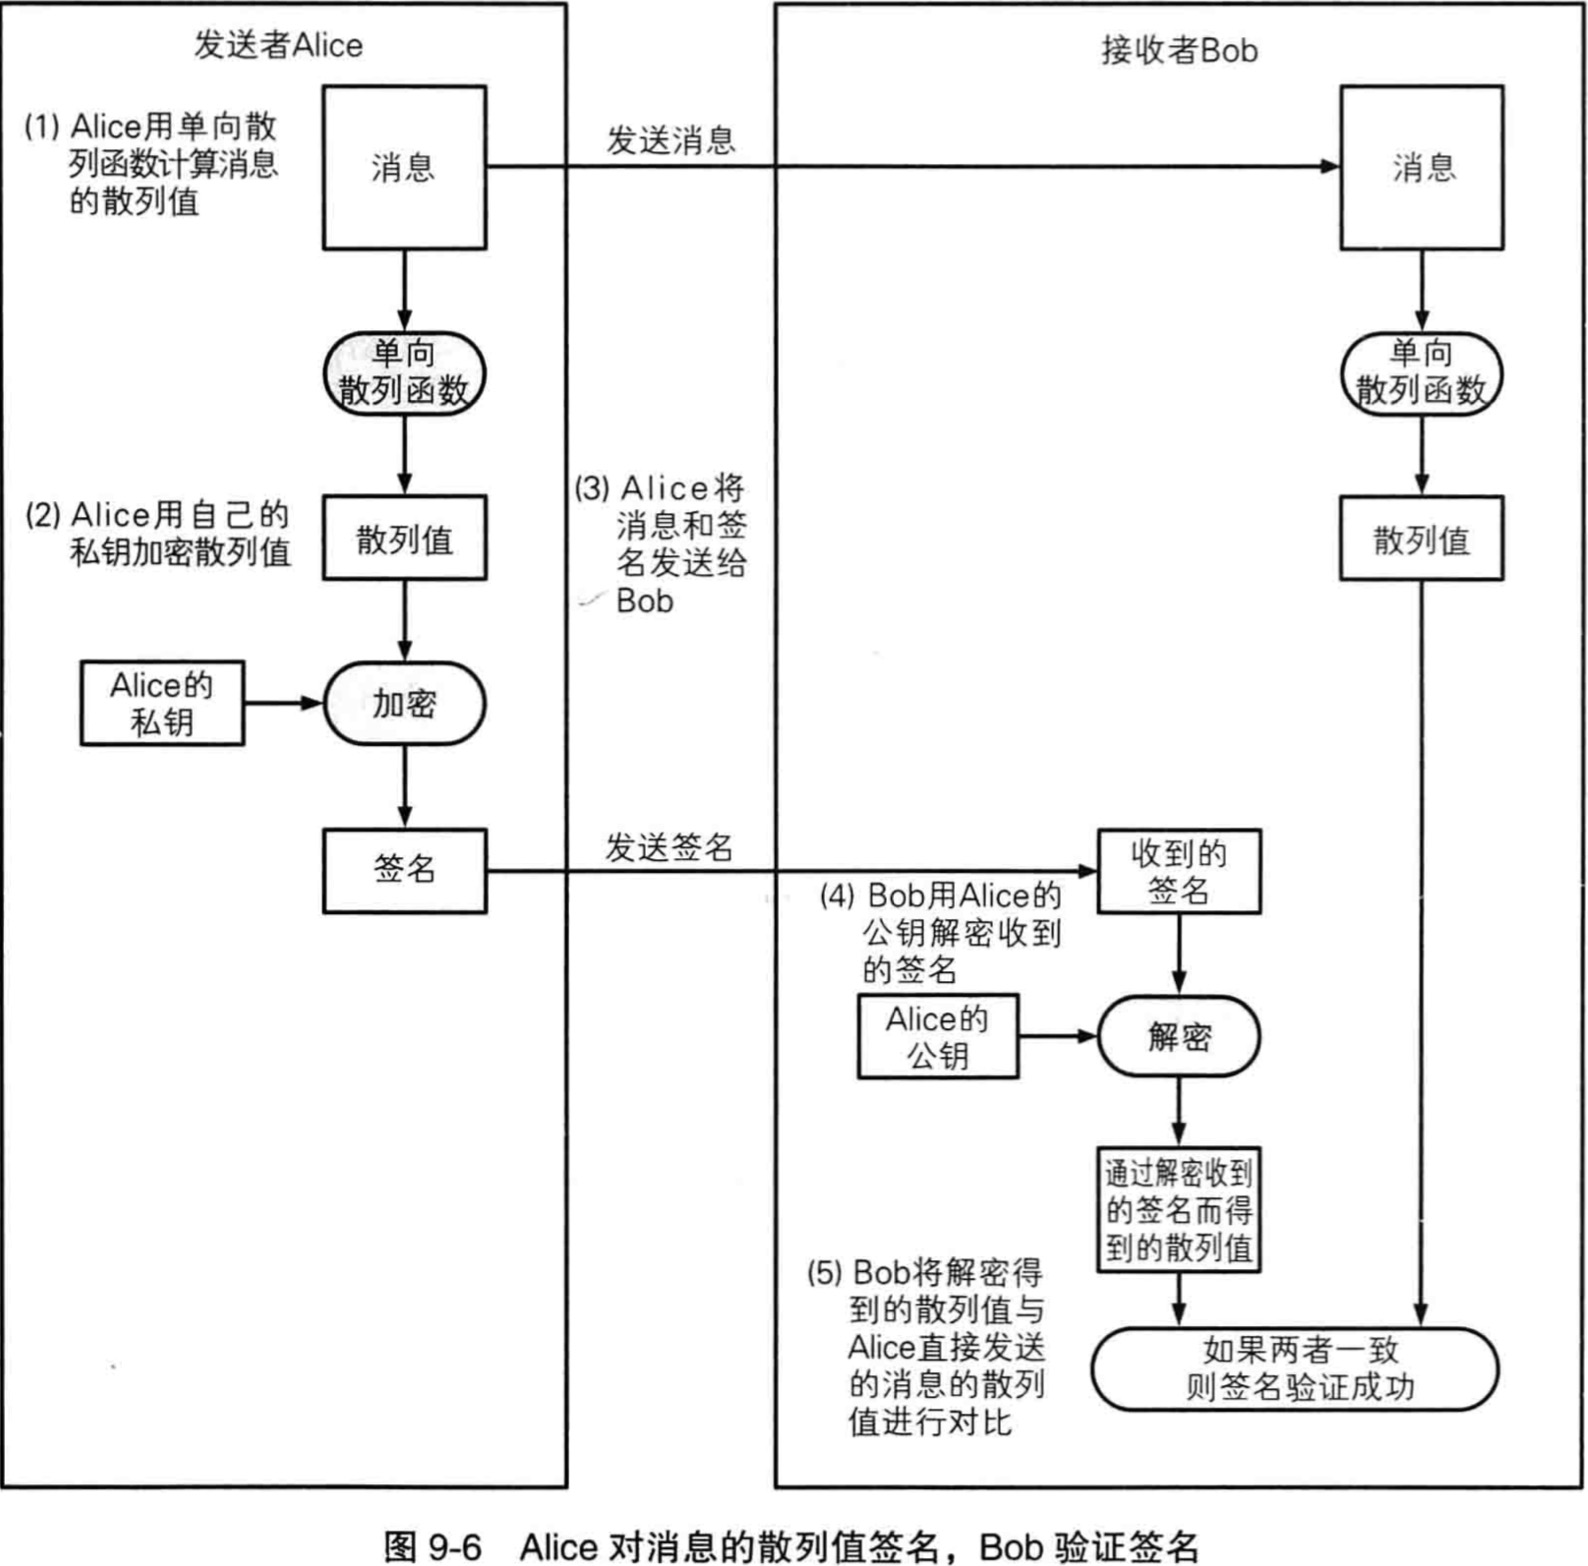 发送者Alice
接收者Bob
(1) Alice用单向散
列函数计算消息
的散列值
消息
发送消息
消息
单向
散列函数
单向
散列函数
(2) Alice用自己的
私钥加密散列值
散列值
(3) Alice将
消息和签
名发送给
Bob
散列值
Alice的
私钥
加密
签名
发送签名
收到的
签名
(4) Bob用Alice的
公钥解密收到
的签名
Alice的
公钥
解密
通过解密收到
的签名而得
到的散列值
(5) Bob将解密得
到的散列值与
Alice直接发送
的消息的散列
值进行对比
如果两者一致
则签名验证成功
图 9-6 Alice 对消息的散列值签名，Bob 验证签名